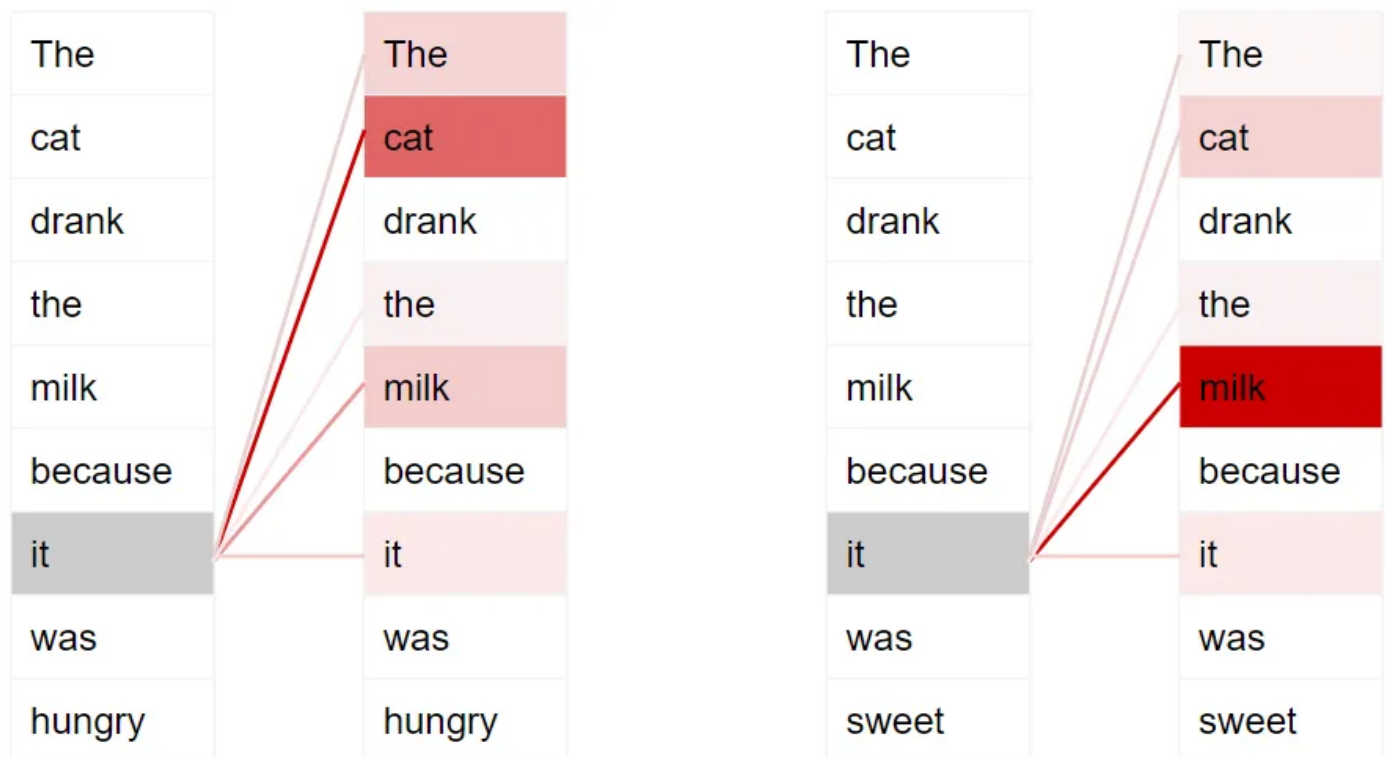 The The The The
cat cat cat cat
drank drank drank drank
the the the the
milk milk milk milk
because because because because
it it it it
was was was was
hungry hungry sweet sweet